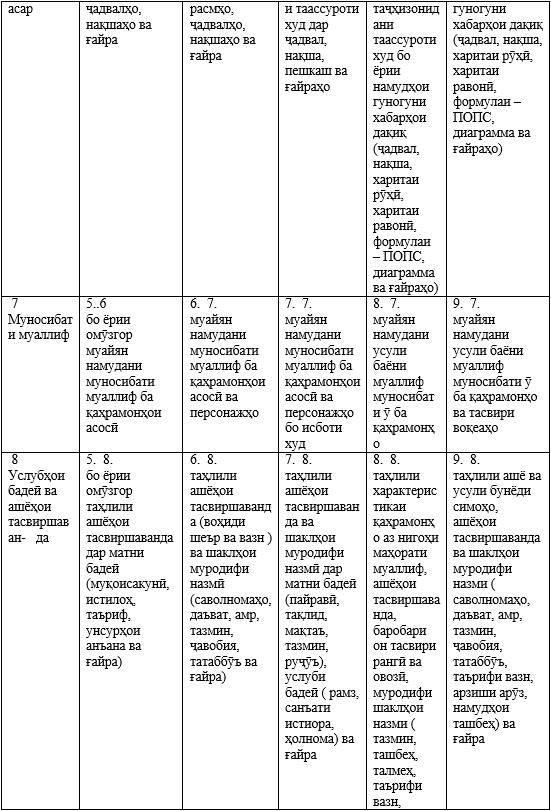 асар
ҷадвалҳо,
нақшаҳо ва
ғайра
расмҳо,
ҷадвалҳо,
нақшаҳо ва
ғайра
и таассуроти
худ дар
ҷадвал,
нақша,
пешкаш ва
ғайраҳо
таҷҳизонид
ани
таассуроти
худ бо
ёрии
намудҳои
гуногуни
хабарҳои
дақиқ
(ҷадвал,
нақша,
харитаи
рӯҳӣ,
харитаи
равонӣ,
формулаи
– ПОПС,
диаграмма
ва ғайраҳо)
гуногуни
хабарҳои дақиқ
(ҷадвал, нақша,
харитаи рӯҳӣ,
харитаи
равонӣ,
формулаи –
ПОПС,
диаграмма ва
ғайраҳо)
7
Муносибат
и муаллиф
5..6
бо ёрии
омӯзгор
муайян
намудани
муносибати
муаллиф ба
қаҳрамонҳои
асосӣ
6. 7.
муайян
намудани
муносибати
муаллиф ба
қаҳрамонҳои
асосӣ ва
персонажҳо
7. 7.
муайян
намудани
муносибати
муаллиф ба
қаҳрамонҳои
асосӣ ва
персонажҳо
бо исботи
худ
8. 7.
муайян
намудани
усули
баёни
муаллиф
муносибат
и ӯ ба
қаҳрамонҳ
о
9. 7.
муайян
намудани
усули баёни
муаллиф
муносибати ӯ
ба қаҳрамонҳо
ва тасвири
воқеаҳо
8
Услубҳои
бадеӣ ва
ашёҳои
тасвиршав
ан- да
5. 8.
бо ёрии
омӯзгор
таҳлили
ашёҳои
тасвиршаванда
дар матни
бадеӣ
(муқоисакунӣ,
истилоҳ,
таъриф,
унсурҳои
анъана ва
ғайра)
6. 8.
таҳлили
ашёҳои
тасвиршаванд
а (воҳиди
шеър ва вазн )
ва шаклҳои
муродифи
назмӣ
(саволномаҳо,
даъват, амр,
тазмин,
ҷавобия,
татаббӯъ ва
ғайра)
7. 8.
таҳлили
ашёҳои
тасвиршаван
да ва
шаклҳои
муродифи
назмӣ дар
матни бадеӣ
(пайравӣ,
тақлид,
мақтаъ,
тазмин,
руҷӯъ),
услуби
бадеӣ ( рамз,
санъати
истиора,
ҳолнома) ва
ғайра
8. 8.
таҳлили
характерис
тикаи
қаҳрамонҳ
о аз нигоҳи
маҳорати
муаллиф,
ашёҳои
тасвиршава
нда,
баробари
он тасвири
рангӣ ва
овозӣ,
муродифи
шаклҳои
назми (
тазмин,
ташбеҳ,
талмеҳ,
таърифи
вазн,
9. 8.
таҳлили ашё ва
усули бунёди
симоҳо,
ашёҳои
тасвиршаванда
ва шаклҳои
муродифи
назми (
саволномаҳо,
даъват, амр,
тазмин,
ҷавобия,
татаббӯъ,
таърифи вазн,
арзиши арӯз,
намудҳои
ташбеҳ) ва
ғайра